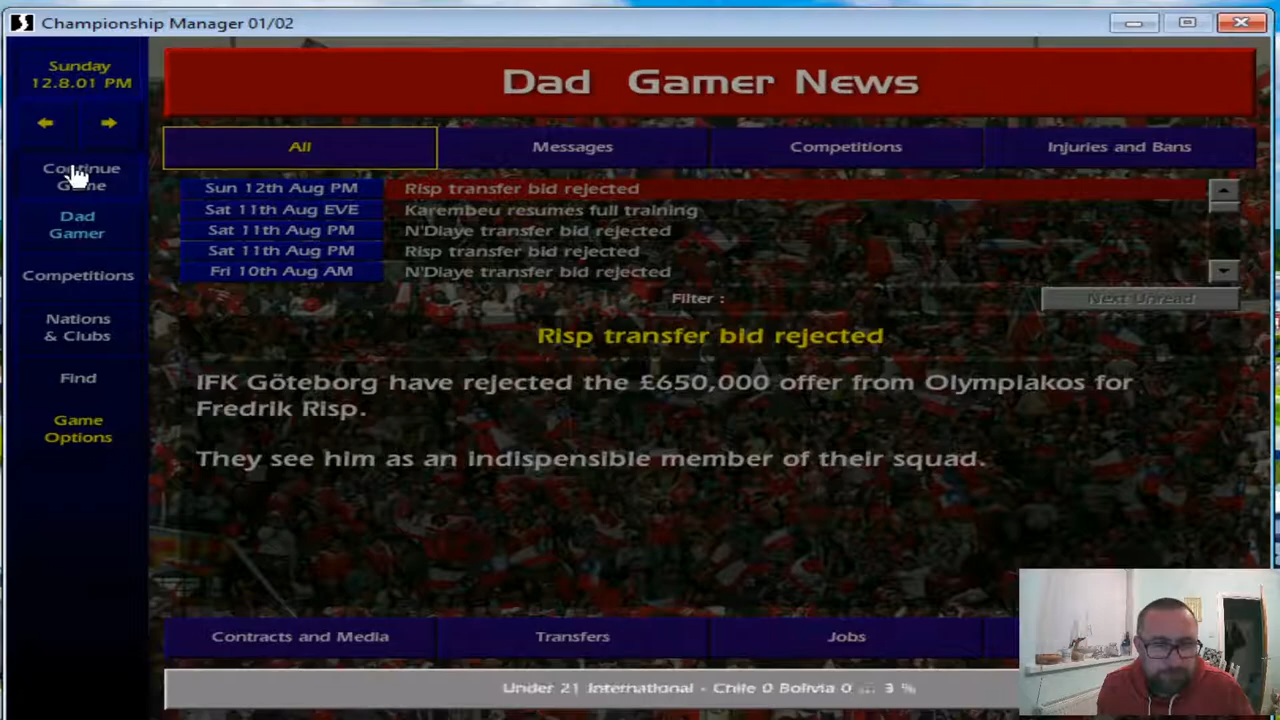 Championship Manager 01/02
Sunday
12.8.01 PM
Continue
Game
Dad
Gamer
Competitions
Nations
& Clubs
Find
Game
Options
Dad Gamer News
All Messages Competitions Injuries and Bans
Sun 12th Aug PM Risp transfer bid rejected
Sat 11th Aug EVE Karembeu resumes full training
Sat 11th Aug PM N'Diaye transfer bid rejected
Sat 11th Aug PM Risp transfer bid rejected
Fri 10th Aug AM N'Diaye transfer bid rejected
Filter :
Next Unread
Risp transfer bid rejected
IFK Göteborg have rejected the £650,000 offer from Olympiakos for
Fredrik Risp.
They see him as an indispensible member of their squad.
Contracts and Media Transfers Jobs
Under 21 International - Chile 0 Bolivia 0 ... 3 %